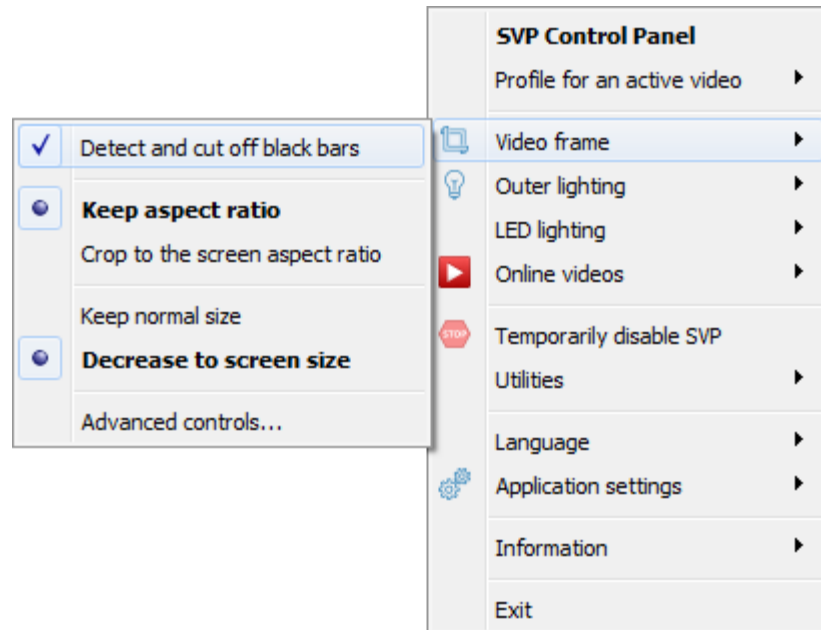 SVP Control Panel
Profile for an active video
Video frame
Outer lighting
LED lighting
Online videos
STOP
Temporarily disable SVP
Utilities
Language
Application settings
Information
Exit
Detect and cut off black bars
Keep aspect ratio
Crop to the screen aspect ratio
Keep normal size
Decrease to screen size
Advanced controls...